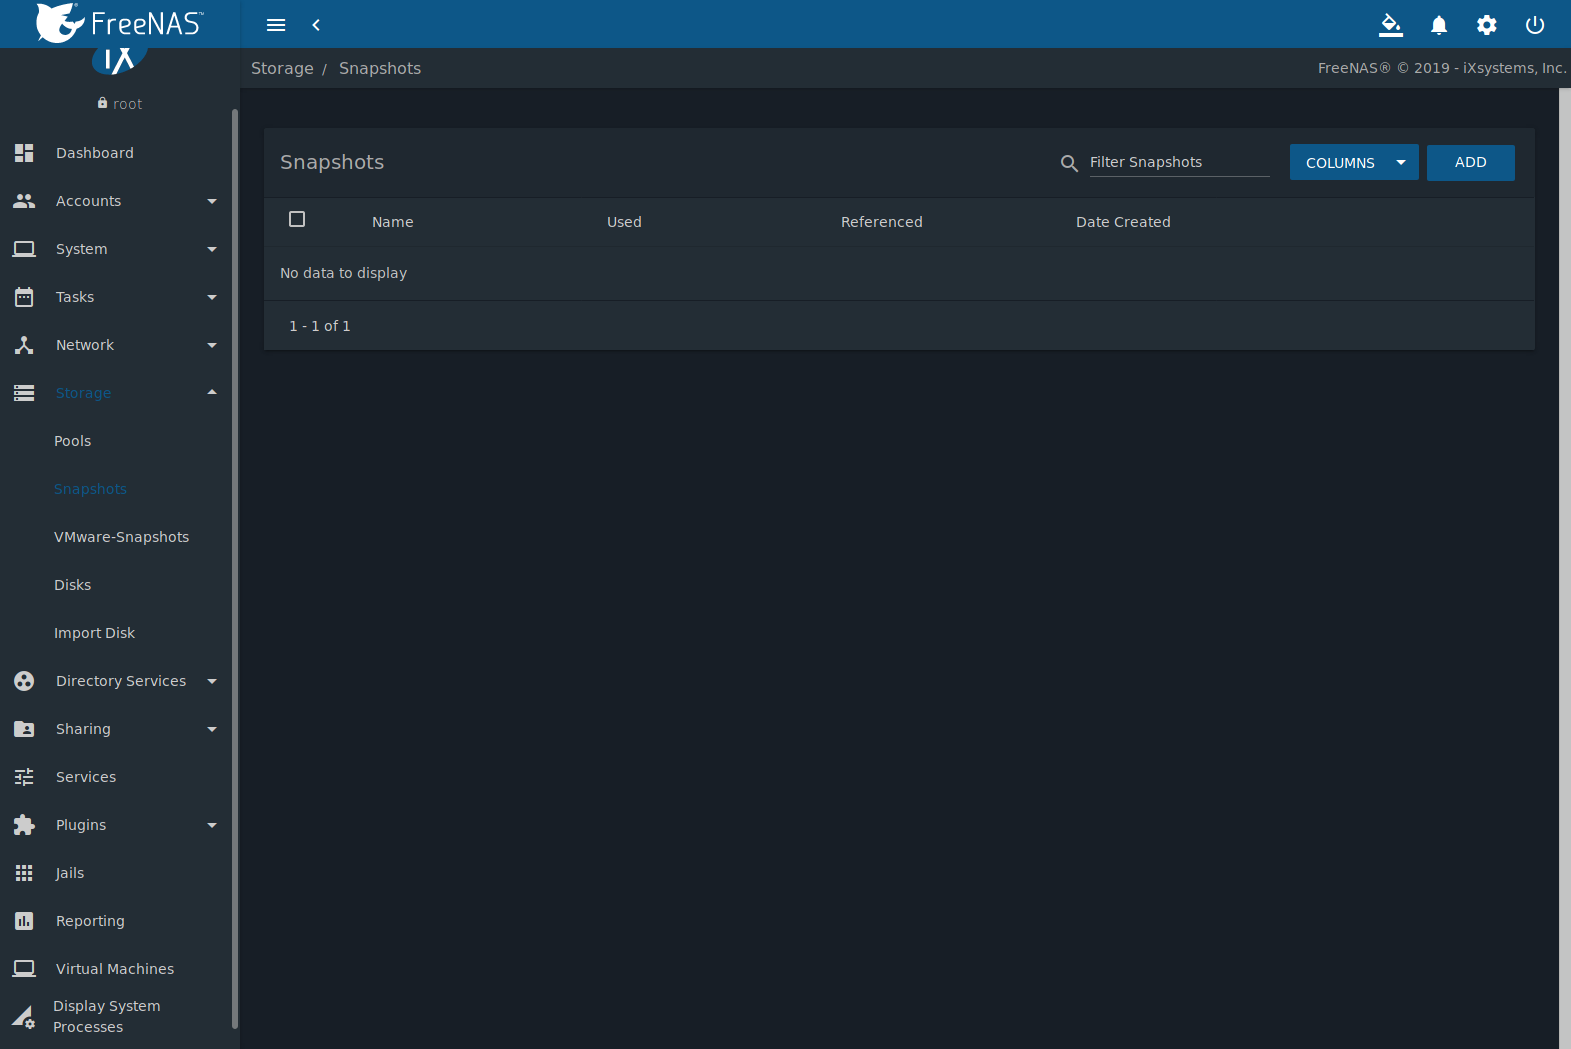 FreeNAS™
Storage / Snapshots
FreeNAS® © 2019 - iXsystems, Inc.
iX
root
Dashboard
Accounts
System
Tasks
Network
Storage
Pools
Snapshots
VMware-Snapshots
Disks
Import Disk
Directory Services
Sharing
Services
Plugins
Jails
Reporting
Virtual Machines
Display System
Processes
Snapshots
Filter Snapshots
COLUMNS
ADD
Name Used Referenced Date Created
No data to display
1 - 1 of 1